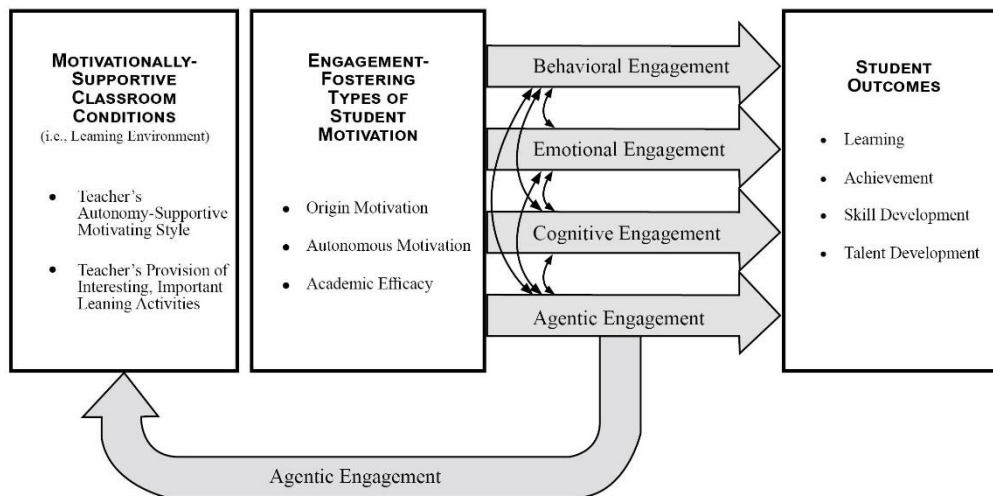 MOTIVATIONALLY-
SUPPORTIVE
CLASSROOM
CONDITIONS
(i.e., Learning Environment)
• Teacher's
Autonomy-Supportive
Motivating Style
• Teacher's Provision of
Interesting, Important
Leaning Activities
ENGAGEMENT-
FOSTERING
TYPES OF
STUDENT
MOTIVATION
• Origin Motivation
• Autonomous Motivation
• Academic Efficacy
Behavioral Engagement
Emotional Engagement
Cognitive Engagement
Agentic Engagement
STUDENT
OUTCOMES
• Learning
• Achievement
• Skill Development
• Talent Development
Agentic Engagement